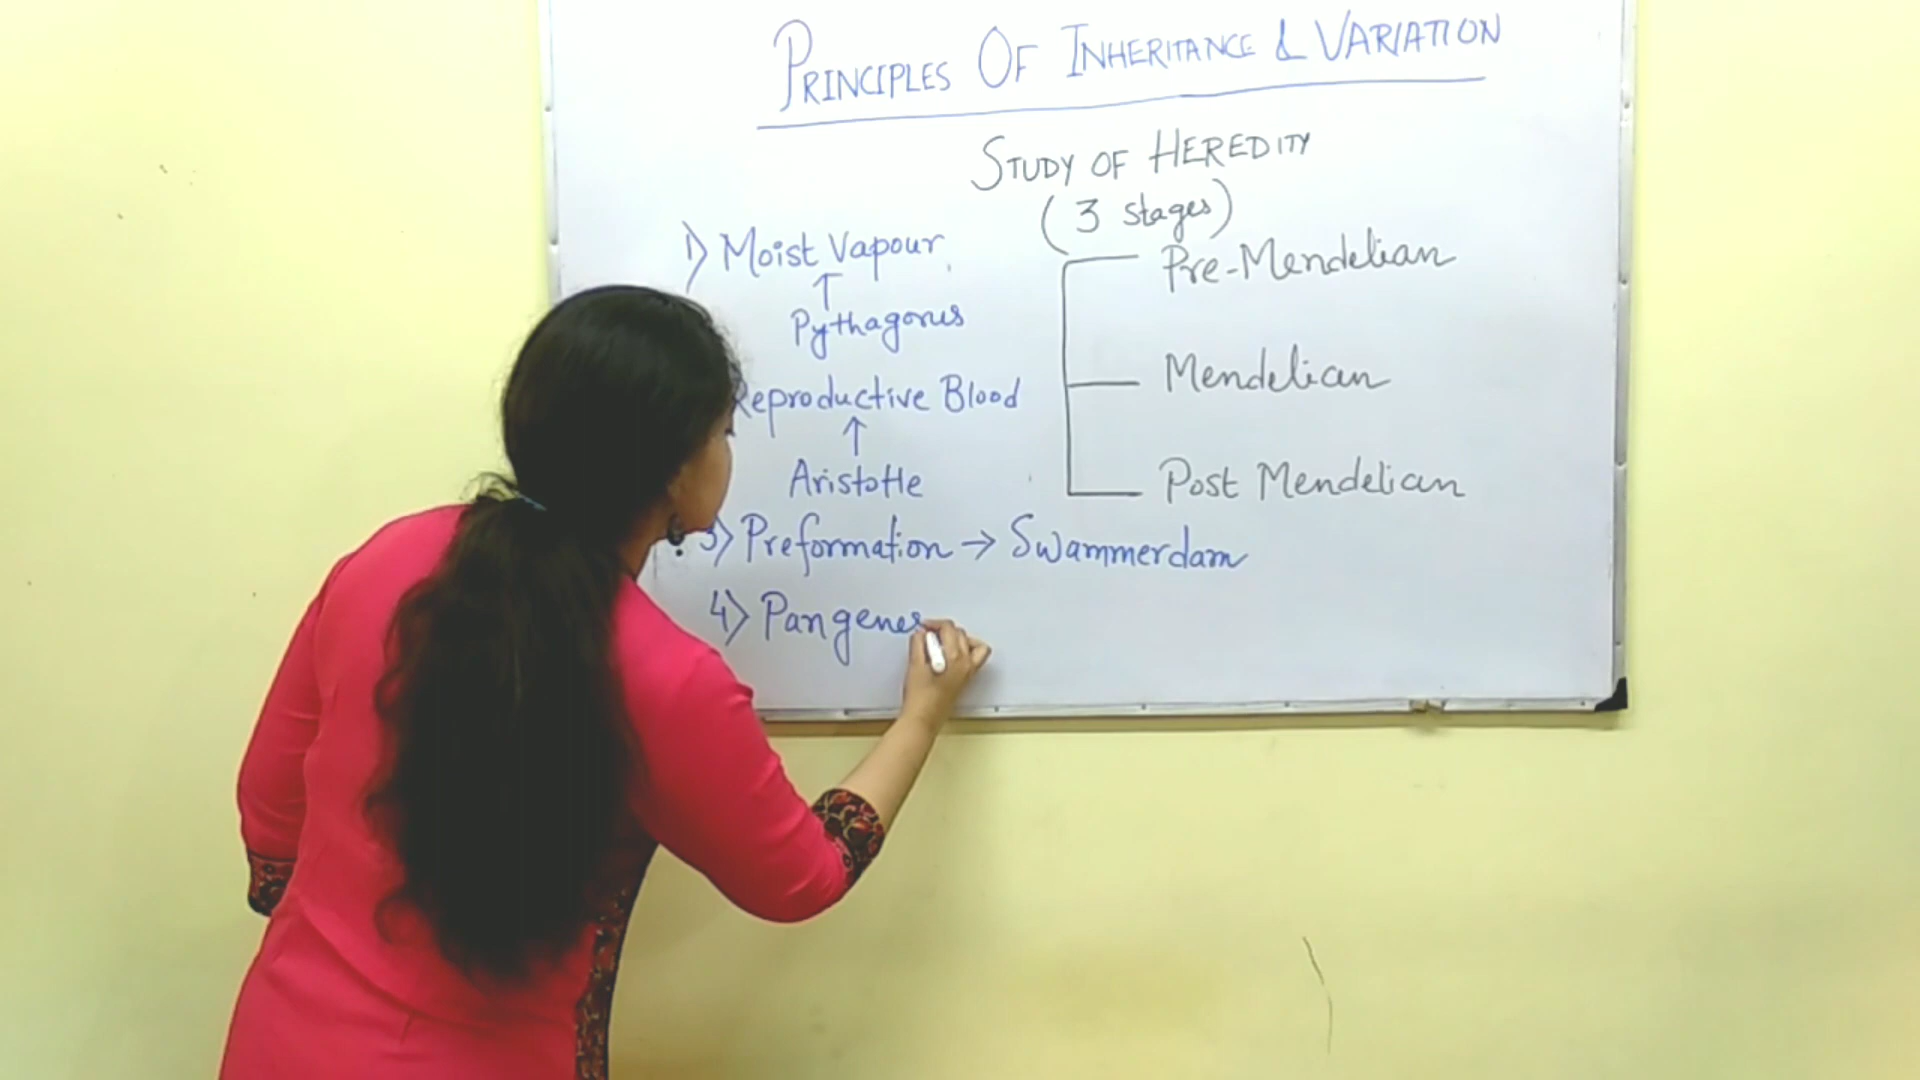 PRINCIPLES OF INHERITANCE & VARIATION
STUDY OF HEREDITY
(3 stages)
Pre-Mendelian
Mendelian
Post Mendelian
1) Moist Vapour
↑
Pythagorus
Reproductive Blood
↑
Aristotle
3) Preformation → Swammerdam
4) Pangenes